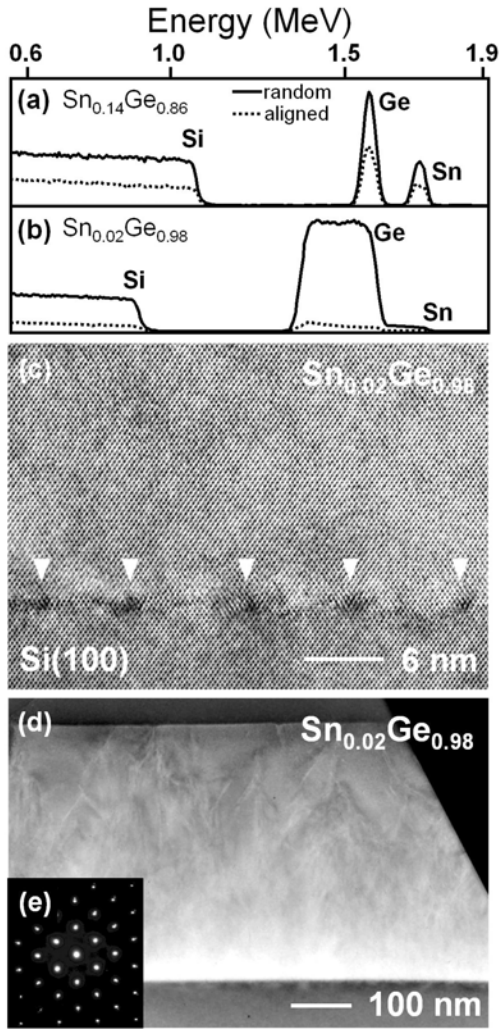 Energy (MeV)
0.6 1.0 1.5 1.9
(a) Sn0.14Ge0.86
random
aligned
Si
Ge
Sn
(b) Sn0.02Ge0.98
Si
Ge
Sn
(c)
Sn0.02Ge0.98
Si(100)
6 nm
(d)
Sn0.02Ge0.98
(e)
100 nm